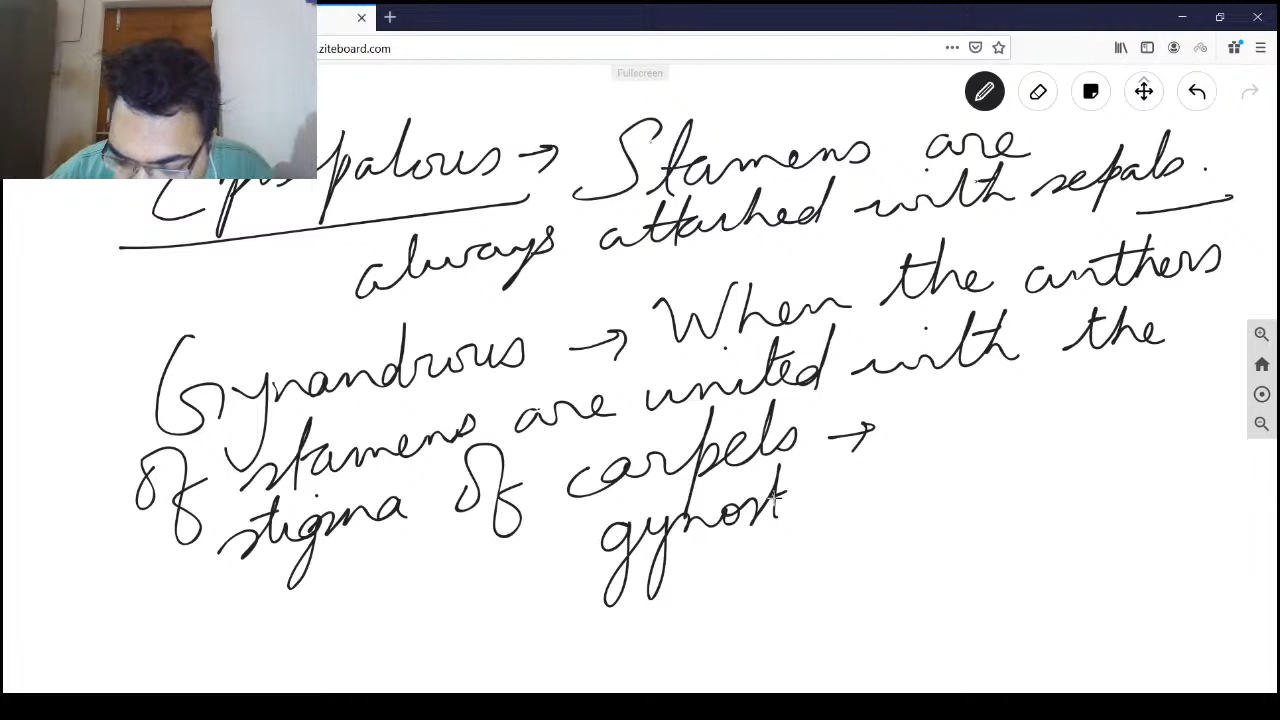 ziteboard.com
Fullscreen
Episepalous → Stamens are
always attached with sepals.
Gynandrous → When the anthers
of stamens are united with the
stigma of carpels →
gynost